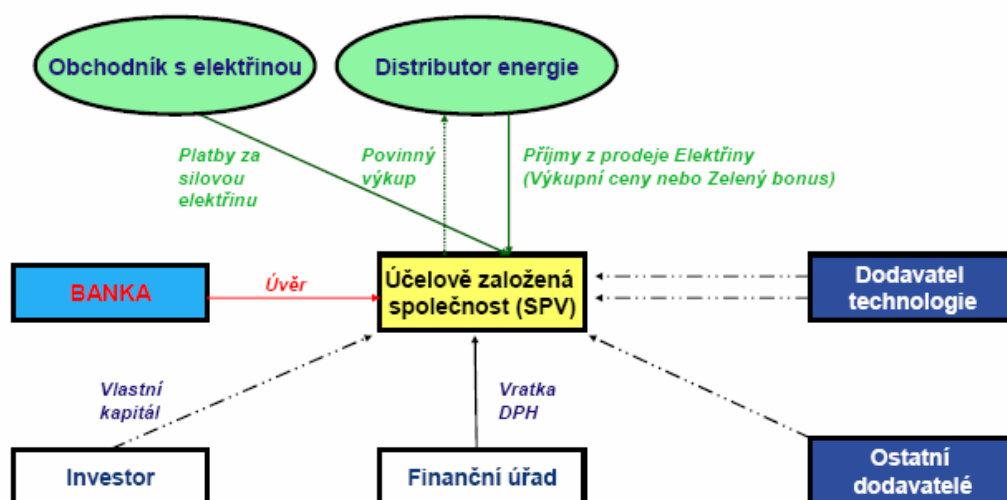 Obchodník s elektřinou
Distributor energie
Platby za
silovou
elektřinu
Povinný
výkup
Příjmy z prodeje Elektřiny
(Výkupní ceny nebo Zelený bonus)
BANKA
Úvěr
Účelově založená
společnost (SPV)
Dodavatel
technologie
Vlastní
kapitál
Vratka
DPH
Investor
Finanční úřad
Ostatní
dodavatelé